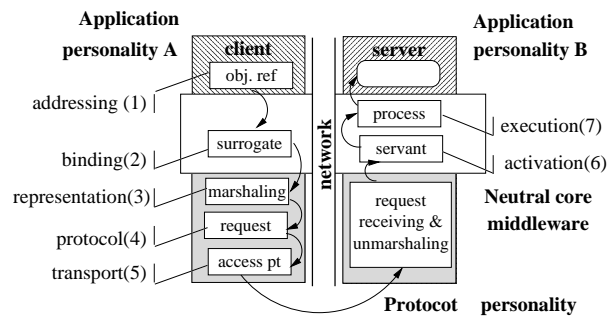 Application
personality A
client
server
Application
personality B
obj. ref
addressing (1)
process
execution(7)
surrogate
servant
binding(2)
activation(6)
network
representation(3)
marshaling
request
receiving &
unmarshaling
Neutral core
middleware
protocol(4)
request
transport(5)
access pt
Protocot personality